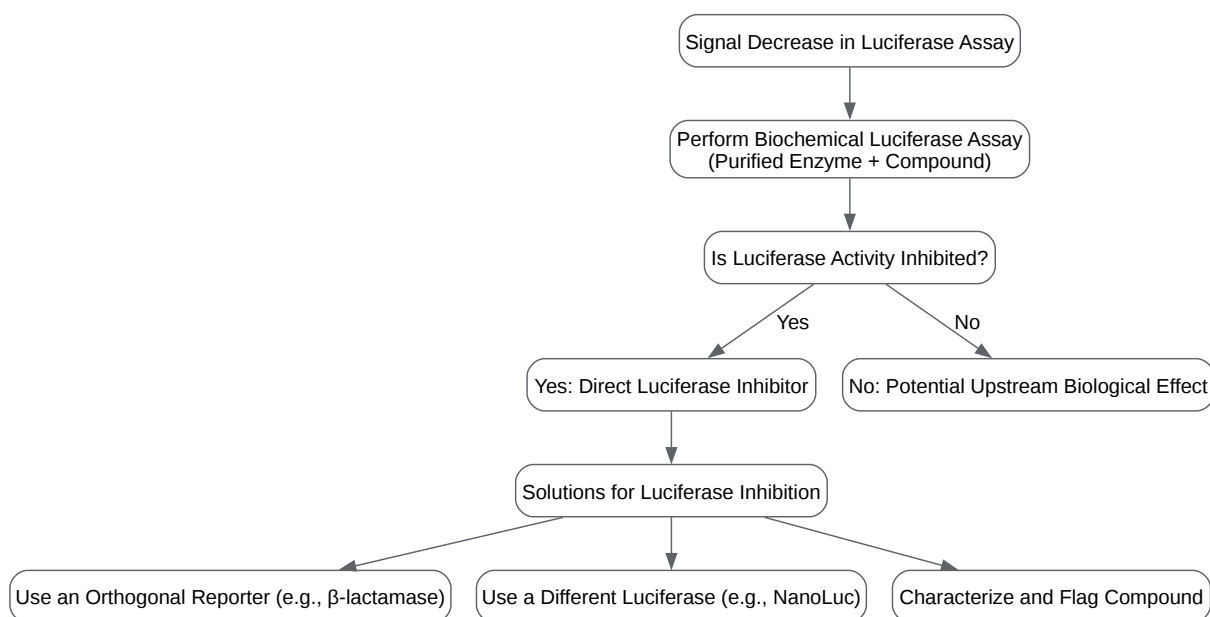 Signal Decrease in Luciferase Assay
Perform Biochemical Luciferase Assay
(Purified Enzyme + Compound)
Is Luciferase Activity Inhibited?
Yes
No
Yes: Direct Luciferase Inhibitor
No: Potential Upstream Biological Effect
Solutions for Luciferase Inhibition
Use an Orthogonal Reporter (e.g., β-lactamase)
Use a Different Luciferase (e.g., NanoLuc)
Characterize and Flag Compound